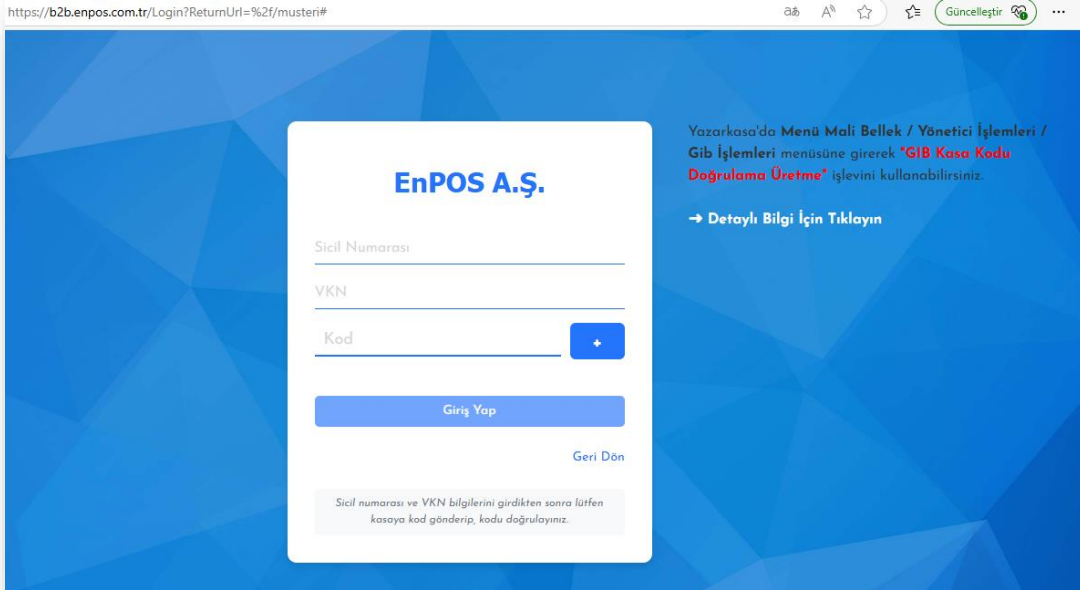 https://b2b.enpos.com.tr/Login?ReturnUrl=%2f/musteri#
Güncelleştir
Yazarkasa'da Menü Mali Bellek / Yönetici İşlemleri /
Gib İşlemleri menüsüne girerek "GIB Kasa Kodu
Doğrulama Üretme" işlevini kullanabilirsiniz.
→ Detaylı Bilgi İçin Tıklayın
EnPOS A.Ş.
Sicil Numarası
VKN
Kod
+
Giriş Yap
Geri Dön
Sicil numarası ve VKN bilgilerini girdikten sonra lütfen
kasaya kod gönderip, kodu doğrulayınız.